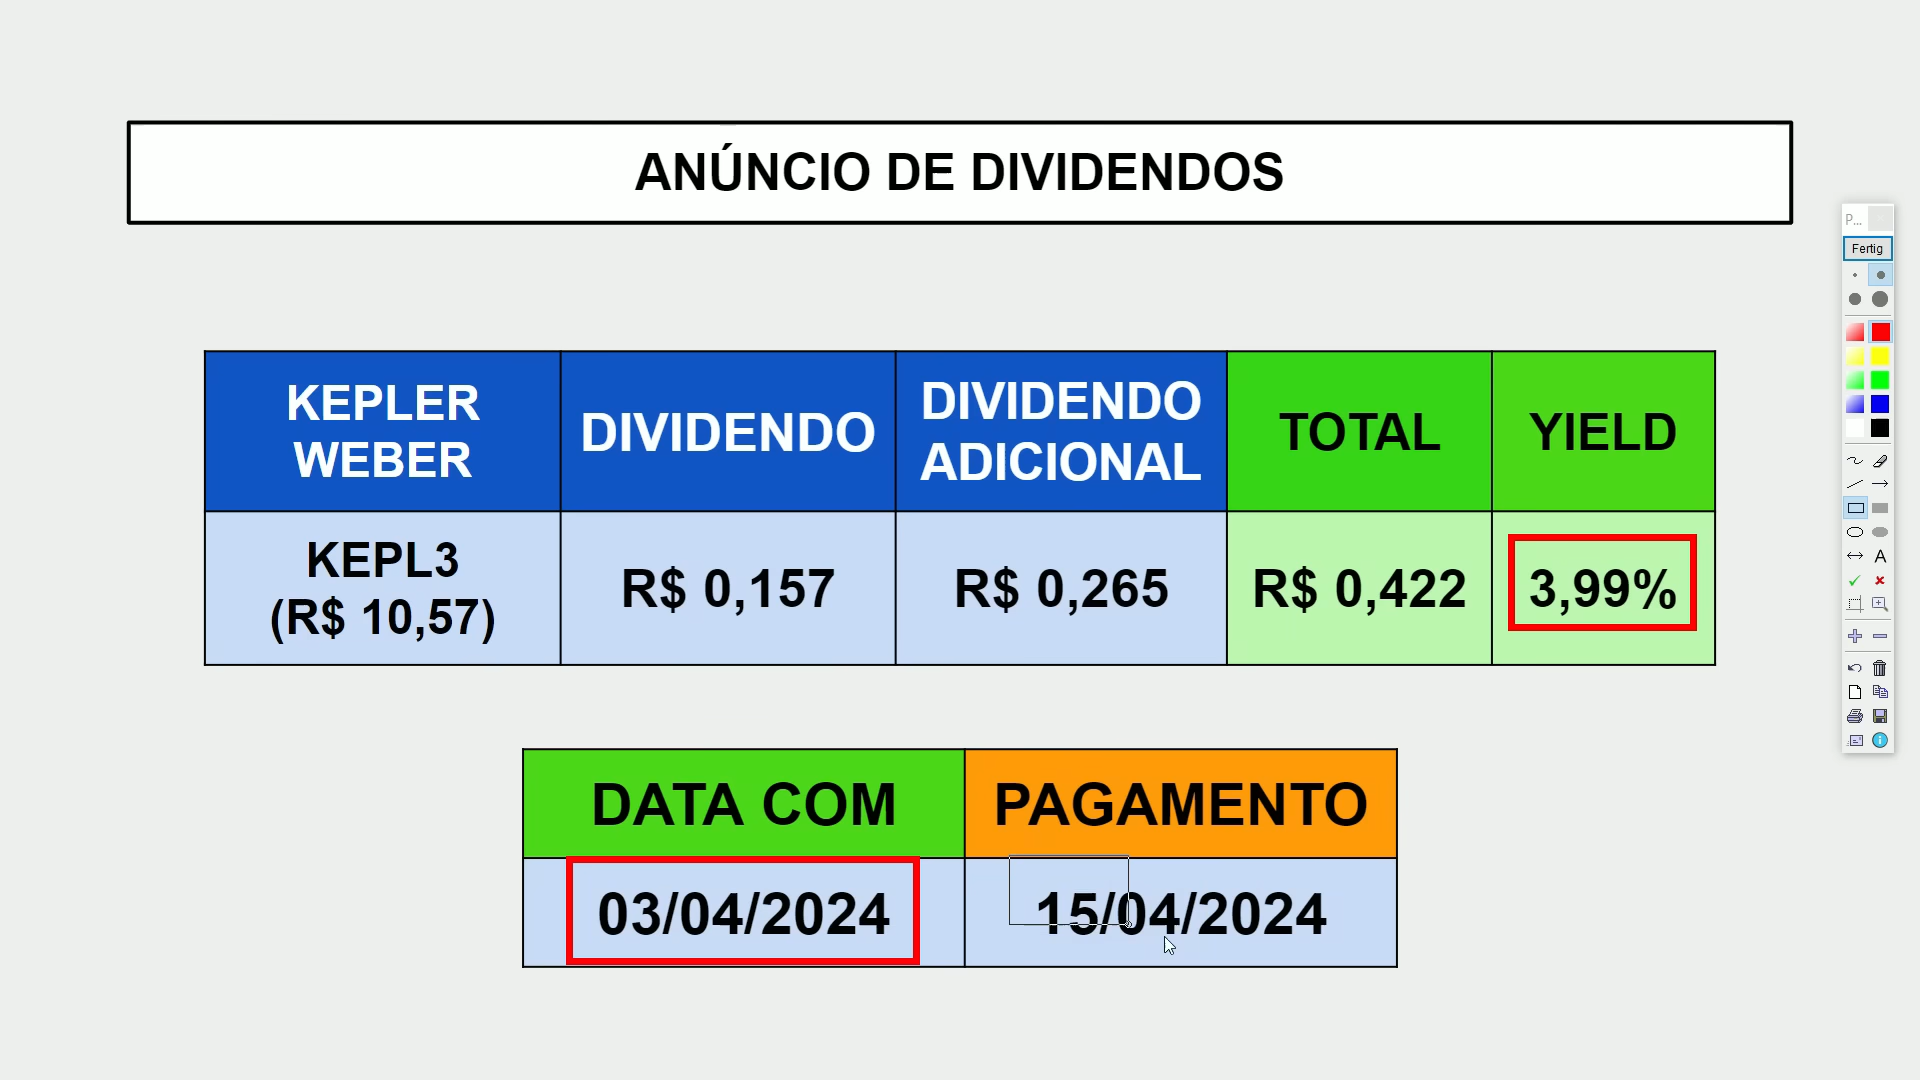 ANÚNCIO DE DIVIDENDOS
P...
Fertig
KEPLER
WEBER
DIVIDENDO
DIVIDENDO
ADICIONAL
TOTAL
YIELD
KEPL3
(R$ 10,57)
R$ 0,157
R$ 0,265
R$ 0,422
3,99%
DATA COM
PAGAMENTO
03/04/2024
15/04/2024